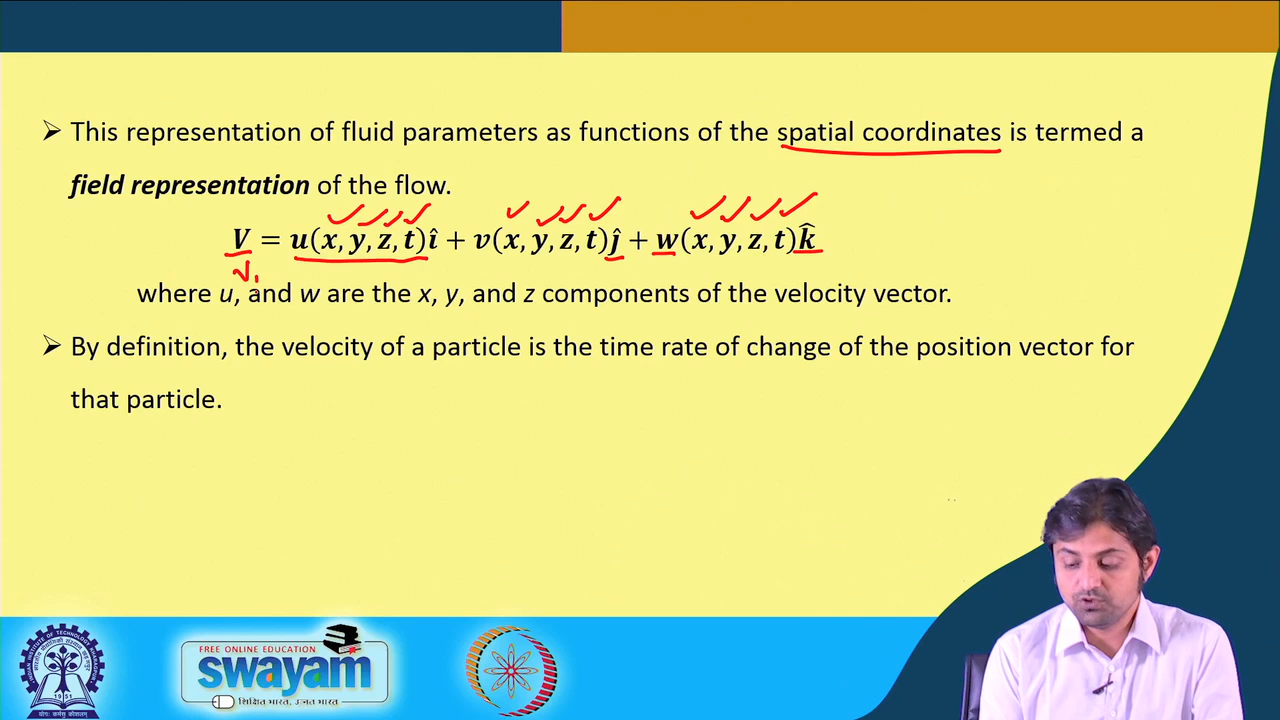 ➢ This representation of fluid parameters as functions of the spatial coordinates is termed a
field representation of the flow.
V = u(x, y, z, t)î + v(x, y, z, t)ĵ + w(x, y, z, t)k̂
V
where u, and w are the x, y, and z components of the velocity vector.
➢ By definition, the velocity of a particle is the time rate of change of the position vector for
that particle.
FREE ONLINE EDUCATION
swayam
शिक्षित भारत, उन्नत भारत